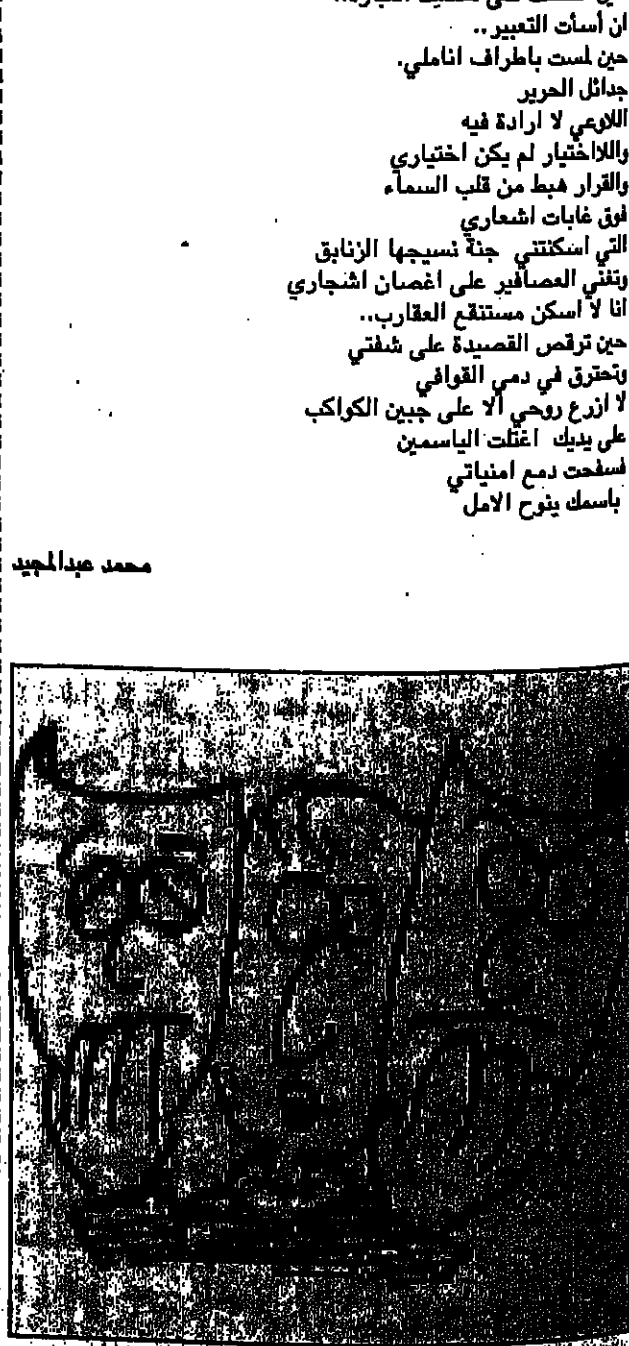 ان أسأت التعبير..
حين لمست باطراف اناملي.
جدائل الحرير
اللاوعي لا ارادة فيه
واللااختيار لم يكن اختياري
والقرار هبط من قلب السماء
فوق غابات اشعاري
التي اسكنتني جنة نسيجها الزنابق
وتغني العصافير على اغصان اشجاري
انا لا اسكن مستنقع العقارب..
حين ترقص القصيدة على شفتي
وتحترق في دمي القوافي
لا ازرع روحي الا على جبين الكواكب
على يديك اغتلت الياسمين
فسفحت دمع امنياتي
باسمك ينوح الامل
محمد عبدالمجيد